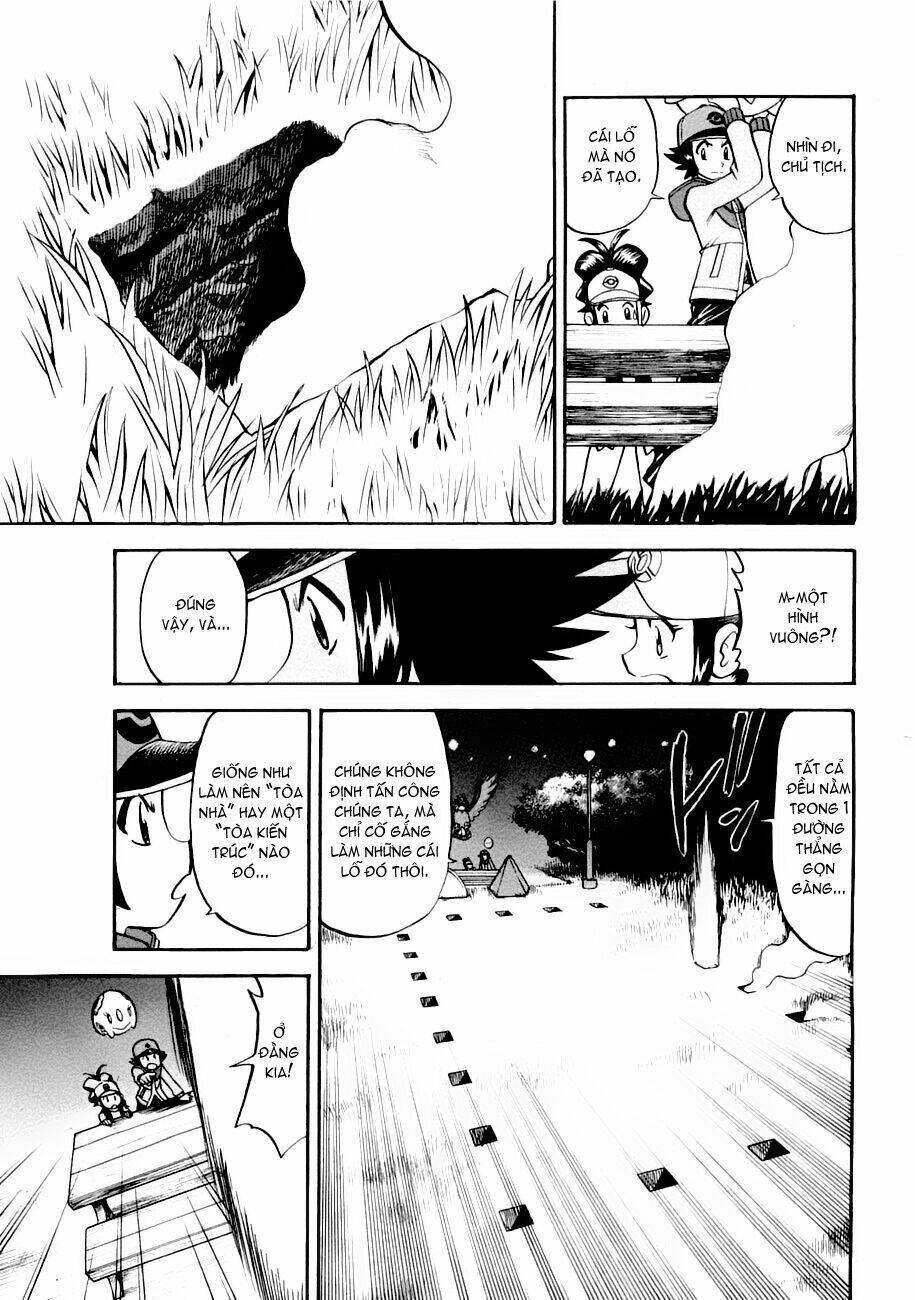 NHÌN ĐI,
CHỦ TỊCH.
CÁI LỖ
MÀ NÓ
ĐÃ TẠO.
M-MỘT
HÌNH
VUÔNG?!
ĐÚNG
VẬY, VÀ...
TẤT CẢ
ĐỀU NẰM
TRONG 1
ĐƯỜNG
THẲNG
GỌN
GÀNG...
ドドッ
CHÚNG KHÔNG
ĐỊNH TẤN CÔNG
CHÚNG TA, MÀ
CHỈ CỐ GẮNG
LÀM NHỮNG CÁI
LỖ ĐÓ THÔI.
GIỐNG NHƯ
LÀM NÊN “TÒA
NHÀ” HAY MỘT
“TÒA KIẾN
TRÚC” NÀO
ĐÓ...
Ở
ĐẰNG
KIA!